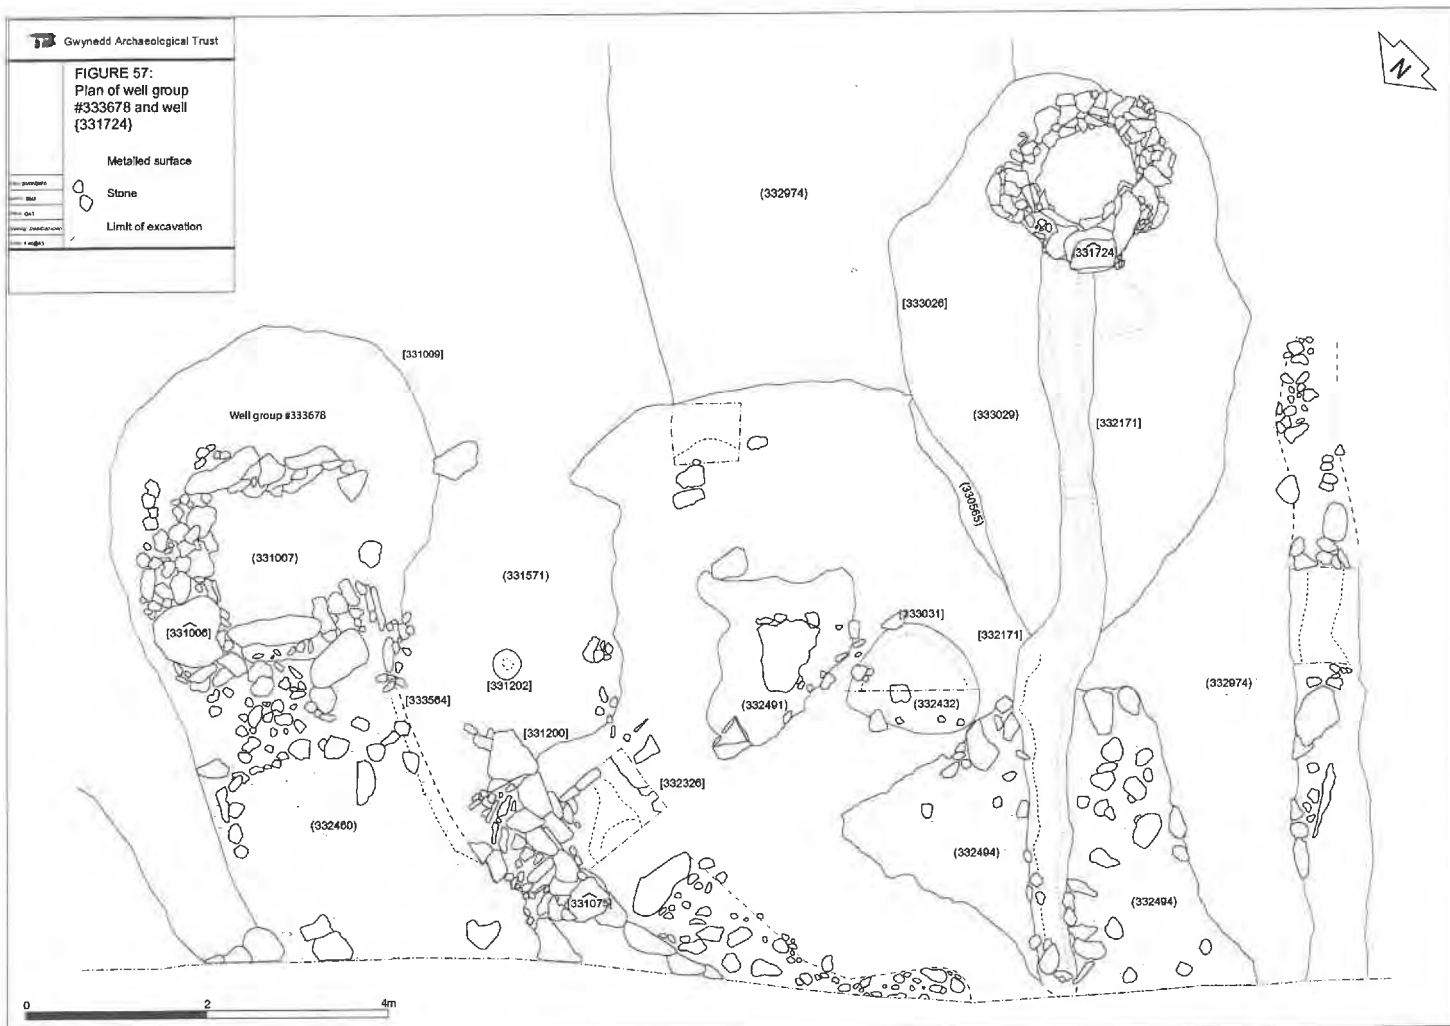 Gwynedd Archaeological Trust
FIGURE 57:
Plan of well group
#333678 and well
{331724}
Metalled surface
Stone
Limit of excavation
N
(332974)
(331724)
[333026]
[331009]
Well group #333678
(333029)
[332171]
(330565)
(331007)
(331571)
[331006]
[333031]
[332171]
[331202]
(332491)
(332432)
(332974)
[333564]
[331200]
[332326]
(332460)
(332494)
(331075)
(332494)
0
2
4m